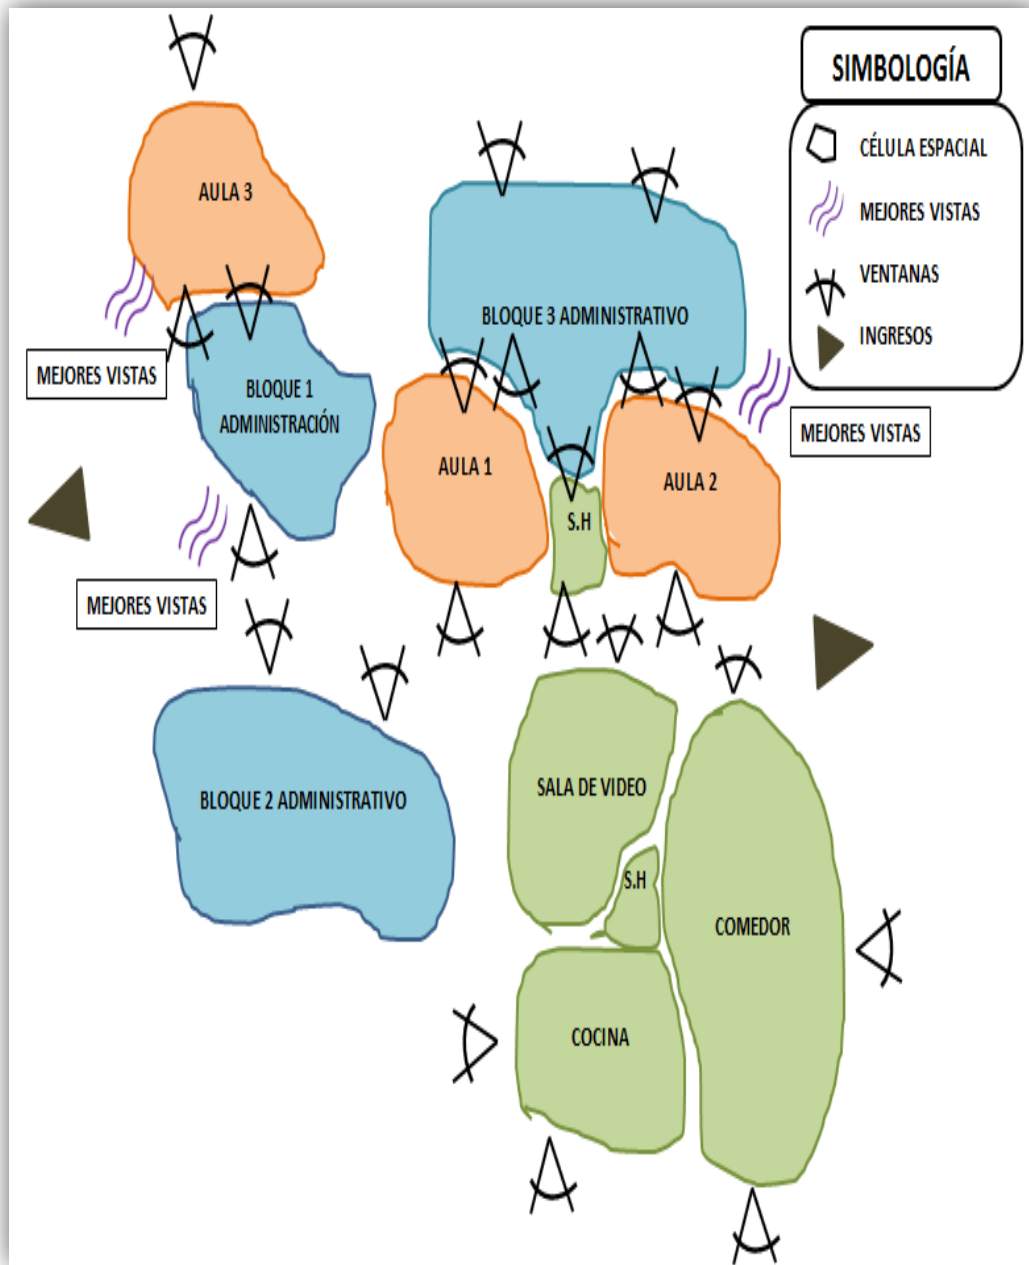 SIMBOLOGÍA
CÉLULA ESPACIAL
MEJORES VISTAS
VENTANAS
INGRESOS
AULA 3
BLOQUE 3 ADMINISTRATIVO
MEJORES VISTAS
BLOQUE 1
ADMINISTRACIÓN
MEJORES VISTAS
AULA 1
AULA 2
S.H
MEJORES VISTAS
BLOQUE 2 ADMINISTRATIVO
SALA DE VIDEO
S.H
COMEDOR
COCINA